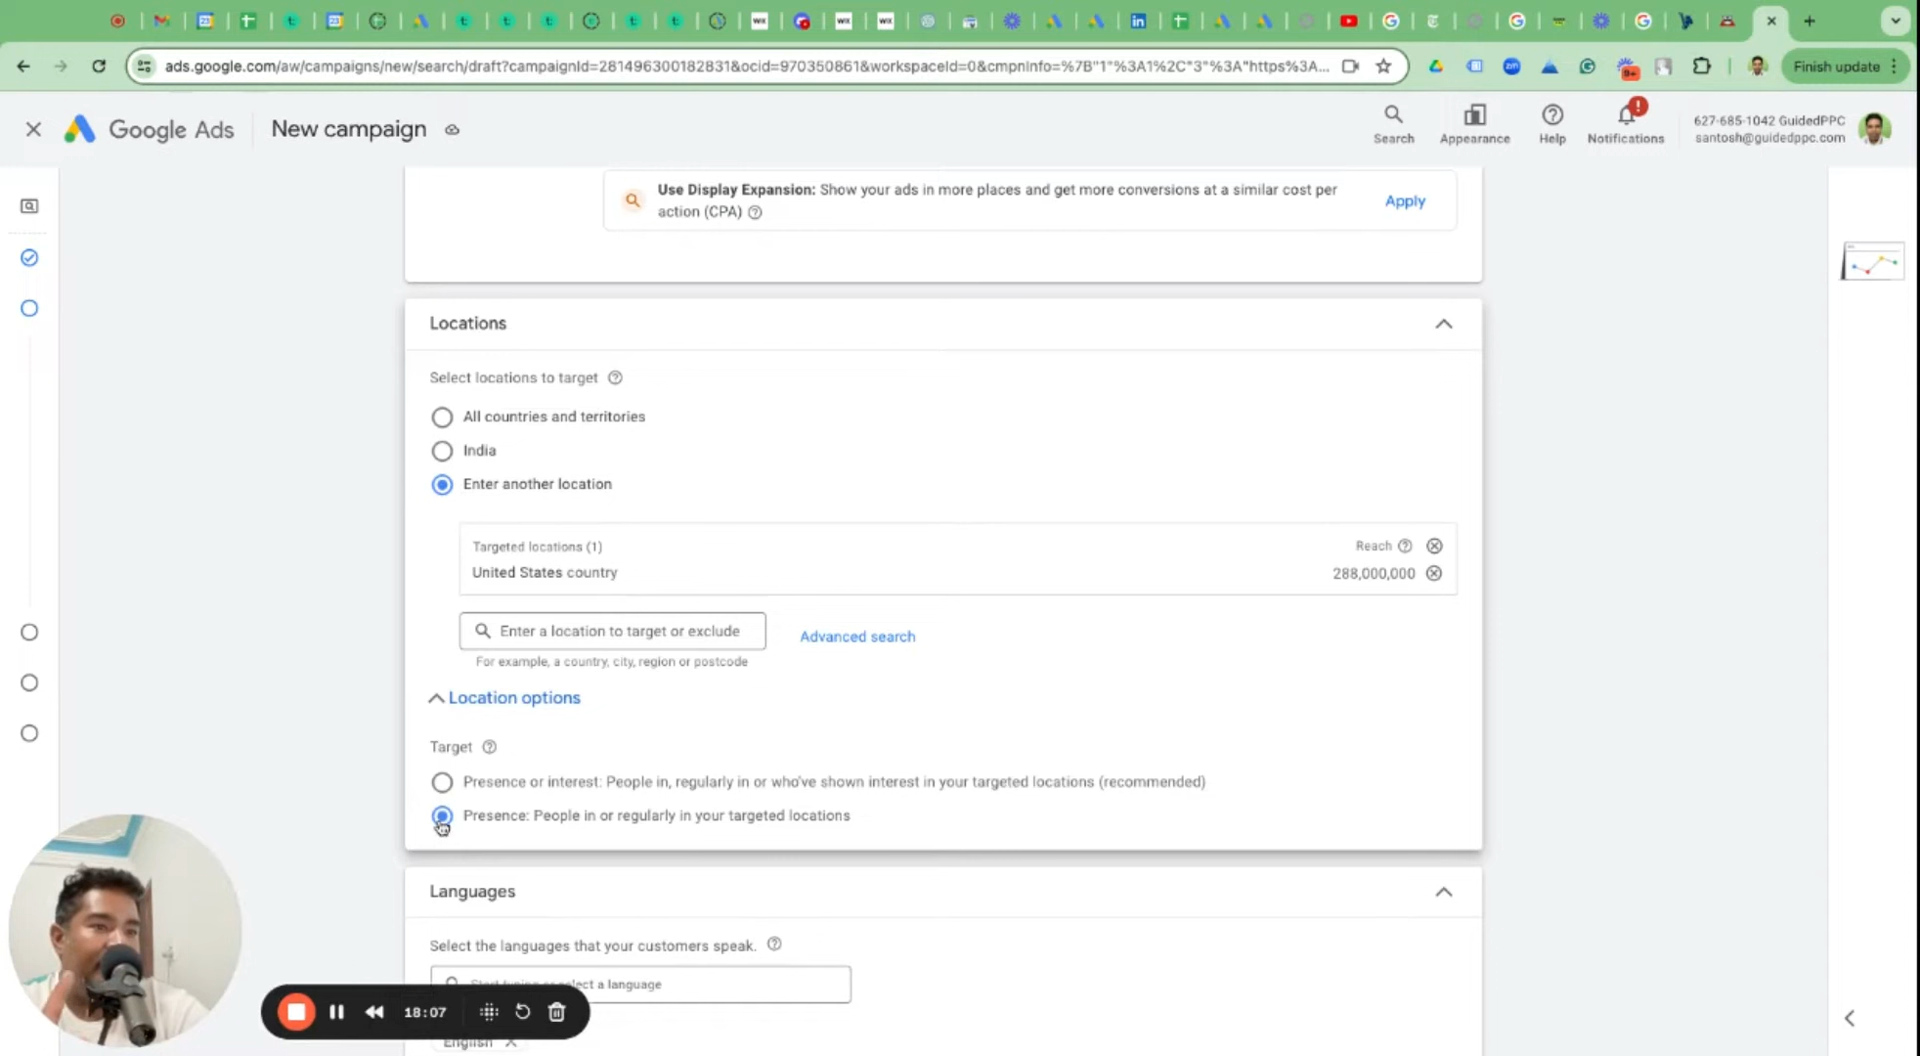 ads.google.com/aw/campaigns/new/search/draft?campaignId=281496300182831&ocid=970350861&workspaceId=0&cmpnInfo=%7B"1"%3A1%2C"3"%3A"https%3A...
Finish update
Google Ads
New campaign
Search
Appearance
Help
Notifications
627-685-1042 GuidedPPC
santosh@guidedppc.com
Use Display Expansion: Show your ads in more places and get more conversions at a similar cost per
action (CPA)
Apply
Locations
Select locations to target
All countries and territories
India
Enter another location
Targeted locations (1)
Reach
United States country
288,000,000
Enter a location to target or exclude
Advanced search
For example, a country, city, region or postcode
Location options
Target
Presence or interest: People in, regularly in or who've shown interest in your targeted locations (recommended)
Presence: People in or regularly in your targeted locations
Languages
Select the languages that your customers speak.
Start typing or select a language
18:07
English